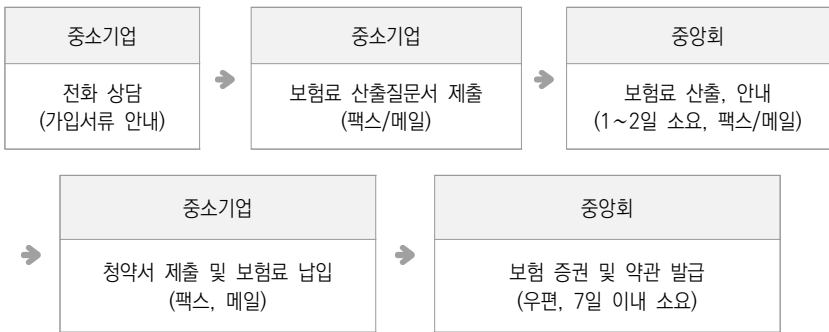 중소기업
전화 상담
(가입서류 안내)
중소기업
보험료 산출질문서 제출
(팩스/메일)
중앙회
보험료 산출, 안내
(1~2일 소요, 팩스/메일)
중소기업
청약서 제출 및 보험료 납입
(팩스, 메일)
중앙회
보험 증권 및 약관 발급
(우편, 7일 이내 소요)